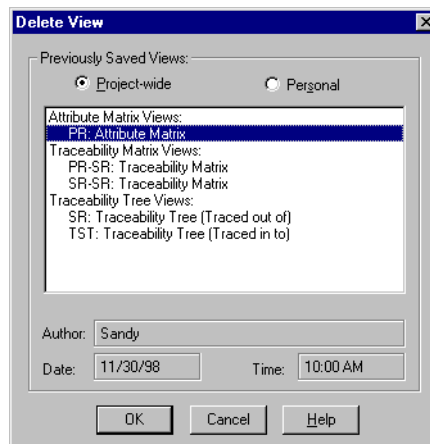 Delete View
Previously Saved Views:
Project-wide Personal
Attribute Matrix Views:
PR: Attribute Matrix
Traceability Matrix Views:
PR-SR: Traceability Matrix
SR-SR: Traceability Matrix
Traceability Tree Views:
SR: Traceability Tree (Traced out of)
TST: Traceability Tree (Traced in to)
Author: Sandy
Date: 11/30/98 Time: 10:00 AM
OK Cancel Help